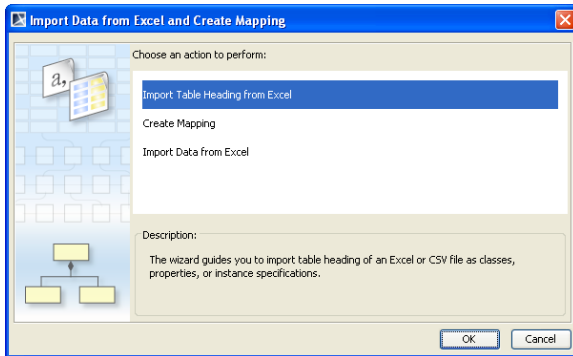 Import Data from Excel and Create Mapping
Choose an action to perform:
a,
Import Table Heading from Excel
Create Mapping
Import Data from Excel
Description:
The wizard guides you to import table heading of an Excel or CSV file as classes,
properties, or instance specifications.
OK
Cancel